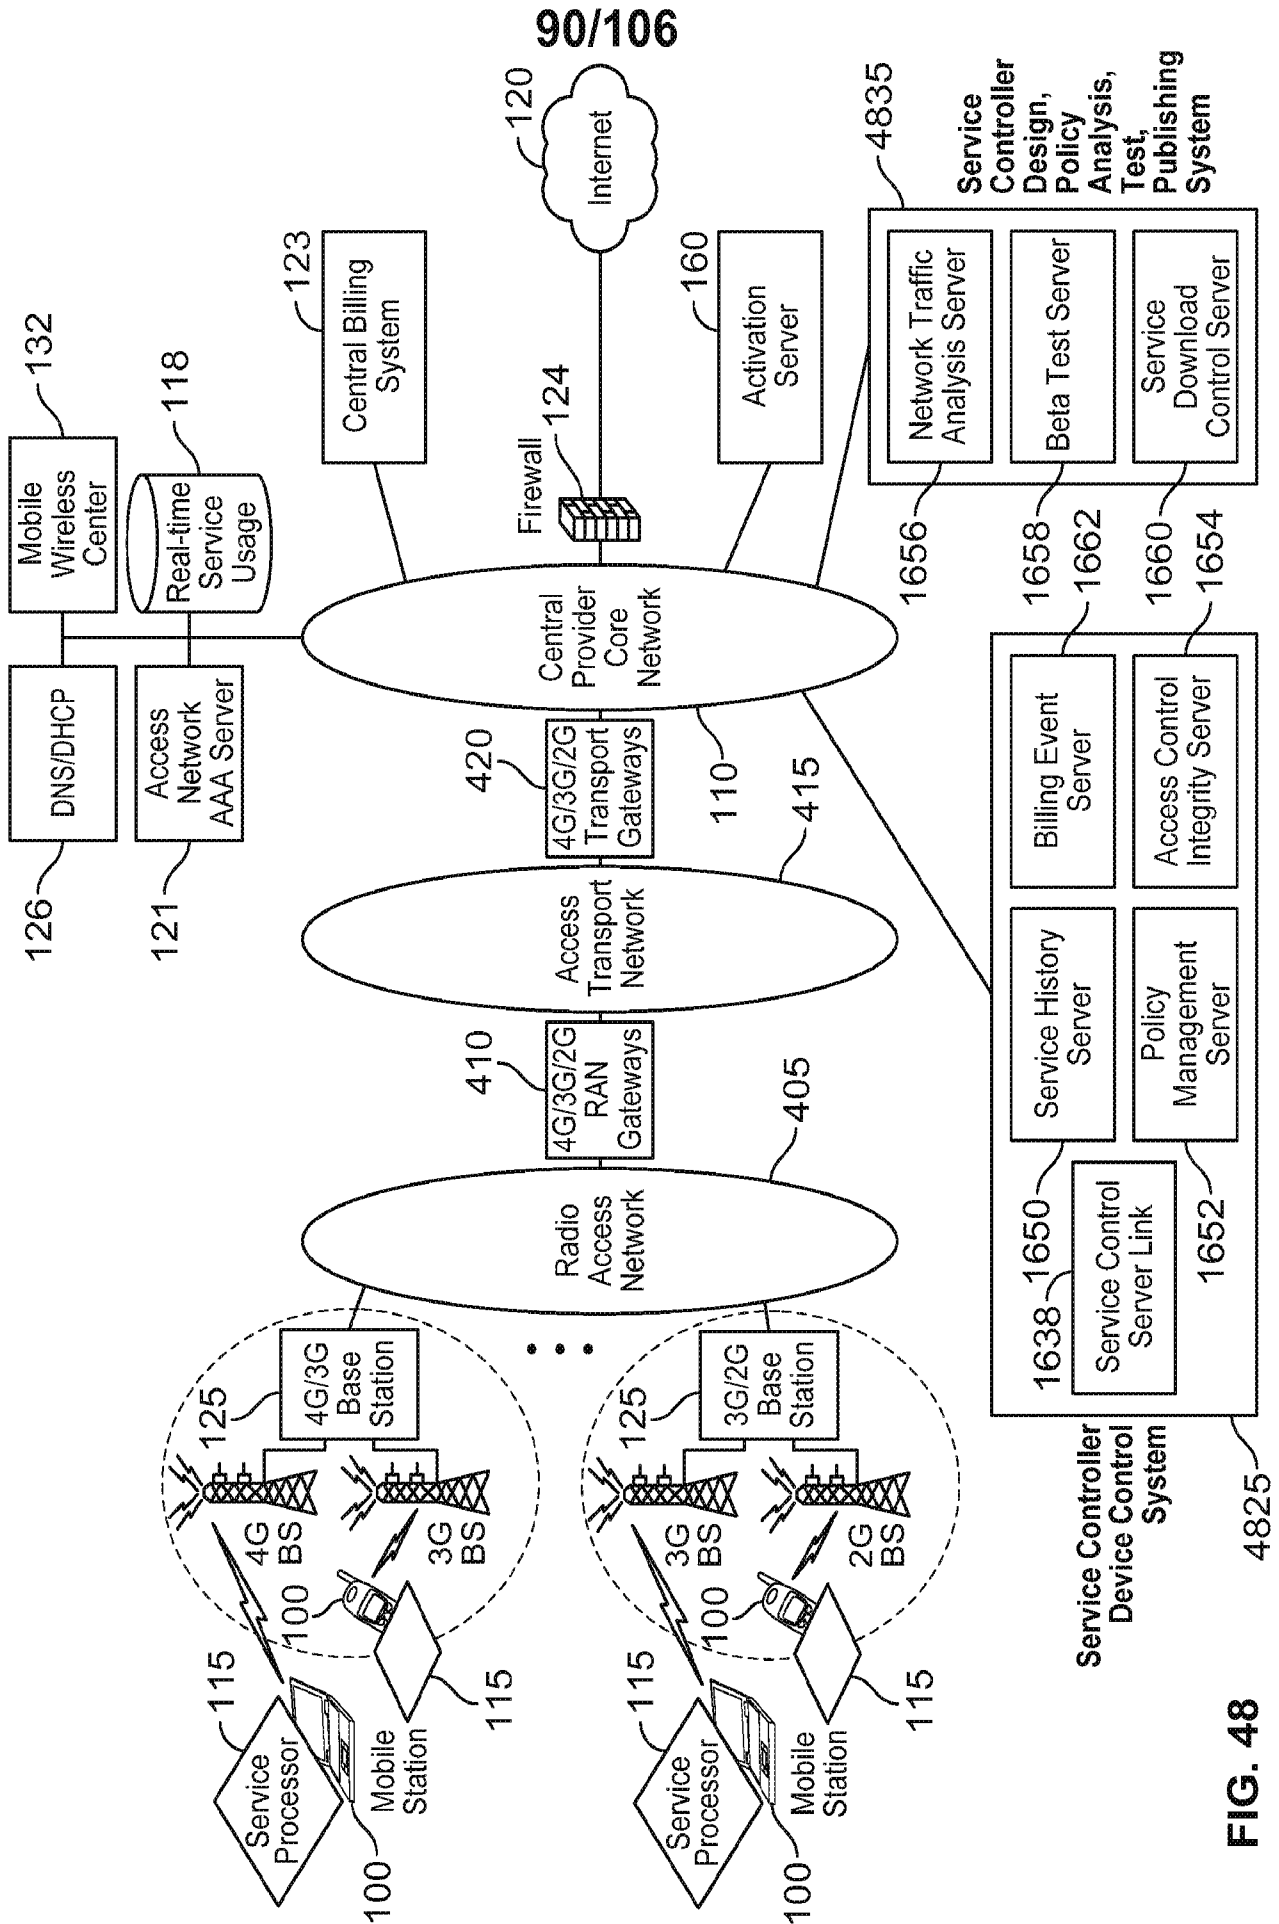 90/106
126
DNS/DHCP
Mobile
Wireless
Center
132
121
Access
Network
AAA Server
Real-time
Service
Usage
118
Central Billing
System
123
115
Service
Processor
100
Mobile
Station
4G
BS
125
4G/3G
Base
Station
100
3G
BS
115
Radio
Access
Network
405
410
4G/3G/2G
RAN
Gateways
Access
Transport
Network
415
420
4G/3G/2G
Transport
Gateways
Central
Provider
Core
Network
110
Firewall
124
Internet
120
Activation
Server
160
115
Service
Processor
100
Mobile
Station
3G
BS
125
3G/2G
Base
Station
100
2G
BS
115
4835
Service
Controller
Design,
Policy
Analysis,
Test,
Publishing
System
1656
Network Traffic
Analysis Server
1658
Beta Test Server
1660
Service
Download
Control Server
Service Controller
Device Control
System
4825
1638
Service Control
Server Link
1650
Service History
Server
1662
Billing Event
Server
1652
Policy
Management
Server
1654
Access Control
Integrity Server
FIG. 48